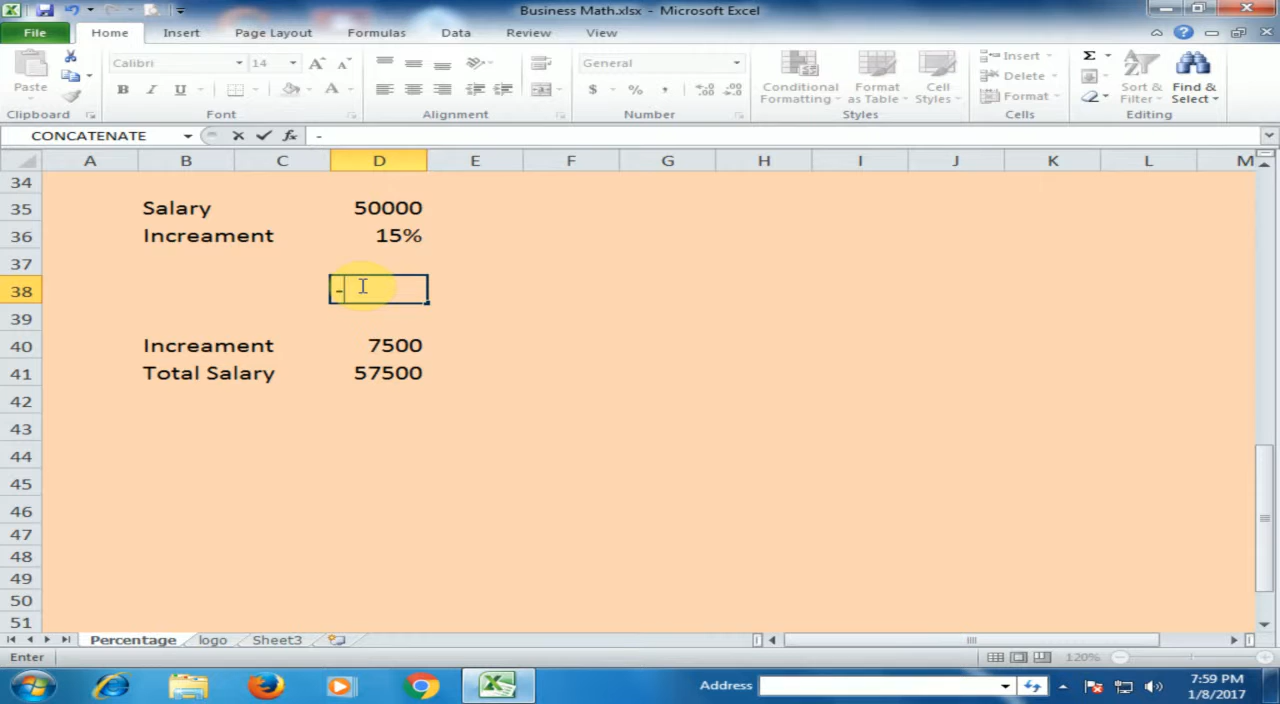 Business Math.xlsx - Microsoft Excel
File Home Insert Page Layout Formulas Data Review View
Paste
Clipboard
Calibri 14
B I U A
Font
Alignment
General
$ % ,
Number
Conditional Formatting
Format as Table
Cell Styles
Styles
Insert
Delete
Format
Cells
Σ
Sort & Filter
Find & Select
Editing
CONCATENATE fx -
A B C D E F G H I J K L M
34
35 Salary 50000
36 Increament 15%
37
38 -
39
40 Increament 7500
41 Total Salary 57500
42
43
44
45
46
47
48
49
50
51
Percentage logo Sheet3
Enter 120%
Address
7:59 PM
1/8/2017